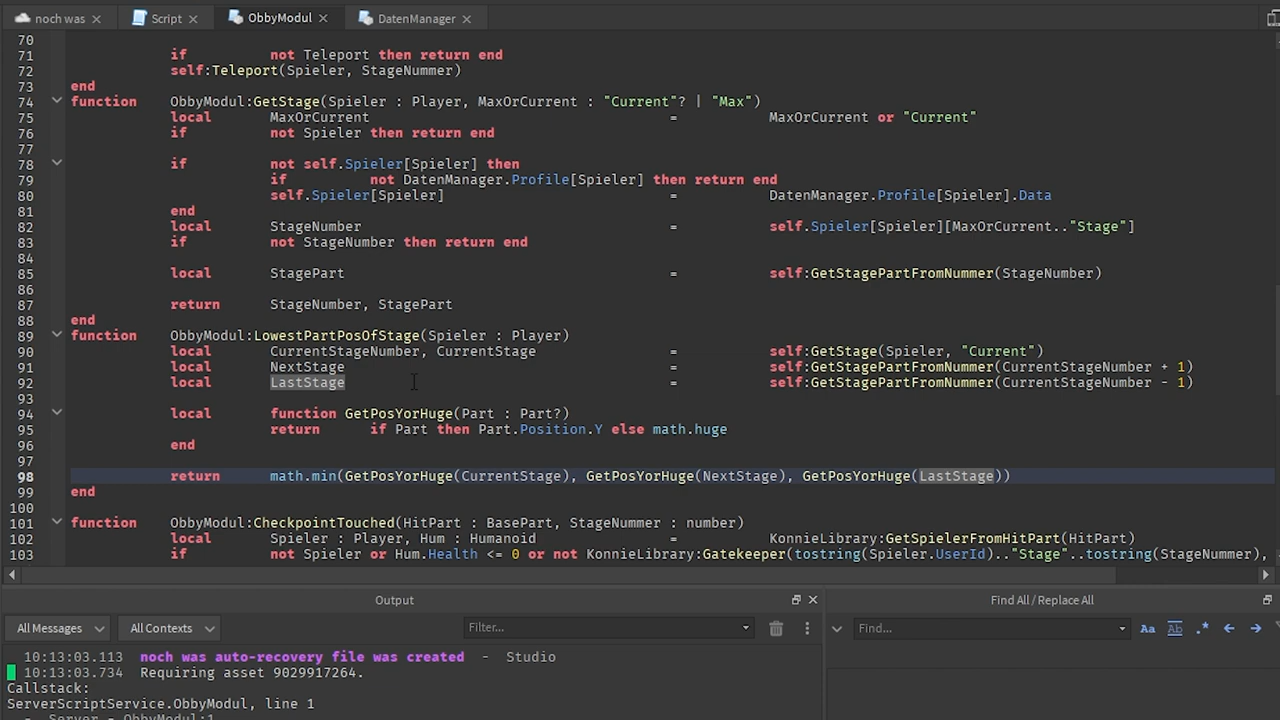 noch was
Script
ObbyModul
DatenManager
70
71 if not Teleport then return end
72 self:Teleport(Spieler, StageNummer)
73 end
74 function ObbyModul:GetStage(Spieler : Player, MaxOrCurrent : "Current"? | "Max")
75 local MaxOrCurrent = MaxOrCurrent or "Current"
76 if not Spieler then return end
77
78 if not self.Spieler[Spieler] then
79 if not DatenManager.Profile[Spieler] then return end
80 self.Spieler[Spieler] = DatenManager.Profile[Spieler].Data
81 end
82 local StageNumber = self.Spieler[Spieler][MaxOrCurrent.."Stage"]
83 if not StageNumber then return end
84
85 local StagePart = self:GetStagePartFromNummer(StageNumber)
86
87 return StageNumber, StagePart
88 end
89 function ObbyModul:LowestPartPosOfStage(Spieler : Player)
90 local CurrentStageNumber, CurrentStage = self:GetStage(Spieler, "Current")
91 local NextStage = self:GetStagePartFromNummer(CurrentStageNumber + 1)
92 local LastStage = self:GetStagePartFromNummer(CurrentStageNumber - 1)
93
94 local function GetPosYorHuge(Part : Part?)
95 return if Part then Part.Position.Y else math.huge
96 end
97
98 return math.min(GetPosYorHuge(CurrentStage), GetPosYorHuge(NextStage), GetPosYorHuge(LastStage))
99 end
100
101 function ObbyModul:CheckpointTouched(HitPart : BasePart, StageNummer : number)
102 local Spieler : Player, Hum : Humanoid = KonnieLibrary:GetSpielerFromHitPart(HitPart)
103 if not Spieler or Hum.Health <= 0 or not KonnieLibrary:Gatekeeper(tostring(Spieler.UserId).."Stage"..tostring(StageNummer),
Output
Find All / Replace All
All Messages
All Contexts
Filter...
Find...
Aa
Ab
.*
10:13:03.113 noch was auto-recovery file was created - Studio
10:13:03.734 Requiring asset 9029917264.
Callstack:
ServerScriptService.ObbyModul, line 1
- Server - ObbyModul:1